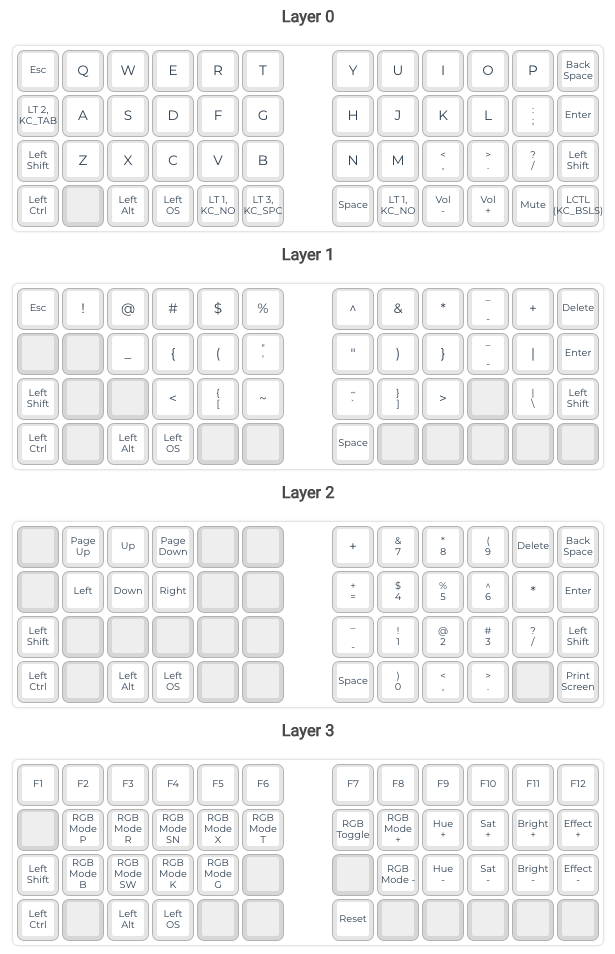 Layer 0
Esc Q W E R T Y U I O P Back Space
LT 2, KC_TAB A S D F G H J K L : ; Enter
Left Shift Z X C V B N M < , > . ? / Left Shift
Left Ctrl Left Alt Left OS LT 1, KC_NO LT 3, KC_SPC Space LT 1, KC_NO Vol - Vol + Mute LCTL (KC_BSLS)
Layer 1
Esc ! @ # $ % ^ & * _ - + Delete
_ { ( " ' " ) } _ - | Enter
Left Shift < { [ ~ ~ ` } ] > | \ Left Shift
Left Ctrl Left Alt Left OS Space
Layer 2
Page Up Up Page Down + & 7 * 8 ( 9 Delete Back Space
Left Down Right + = $ 4 % 5 ^ 6 * Enter
Left Shift _ - ! 1 @ 2 # 3 ? / Left Shift
Left Ctrl Left Alt Left OS Space ) 0 < , > . Print Screen
Layer 3
F1 F2 F3 F4 F5 F6 F7 F8 F9 F10 F11 F12
RGB Mode P RGB Mode R RGB Mode SN RGB Mode X RGB Mode T RGB Toggle RGB Mode + Hue + Sat + Bright + Effect +
Left Shift RGB Mode B RGB Mode SW RGB Mode K RGB Mode G RGB Mode - Hue - Sat - Bright - Effect -
Left Ctrl Left Alt Left OS Reset